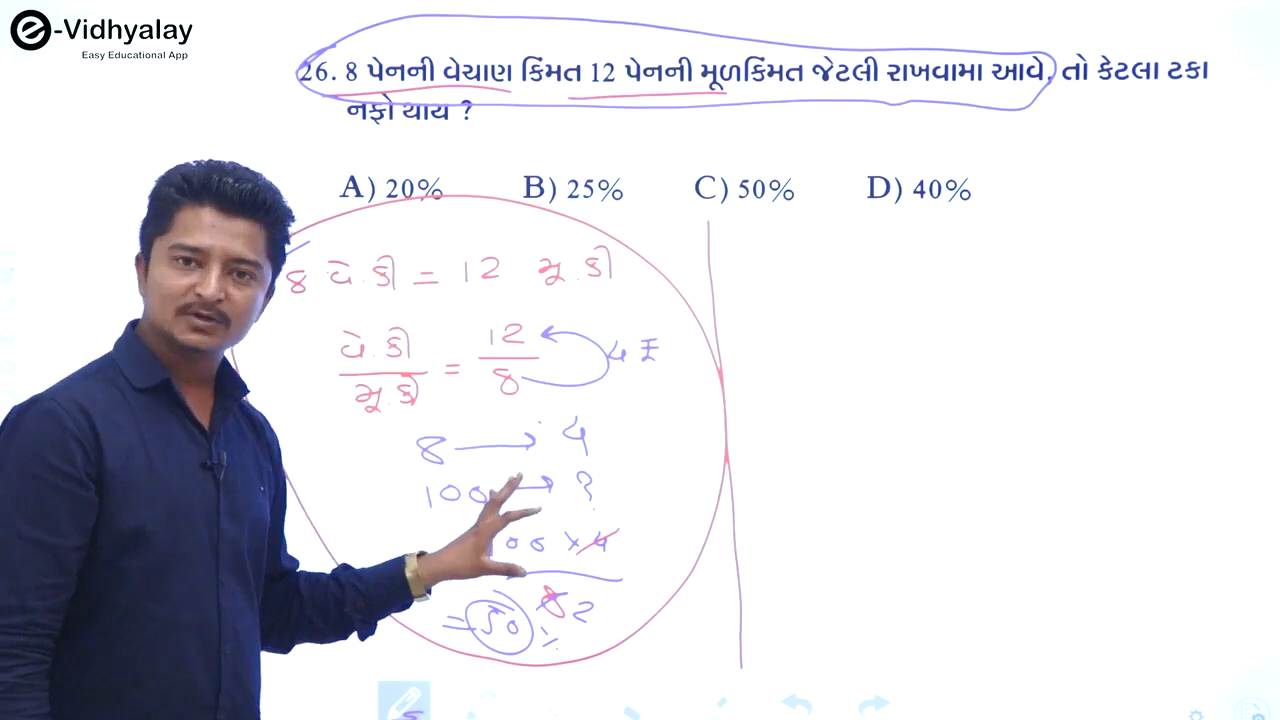 e-Vidhyalay
Easy Educational App
26. 8 પેનની વેચાણ કિંમત 12 પેનની મૂળકિંમત જેટલી રાખવામા આવે, તો કેટલા ટકા
નફો થાય ?
A) 20% B) 25% C) 50% D) 40%
8 વે.કી = 12 મૂ.કી
વે.કી / મૂ.કી = 12 / 8 4 ₹
8 → 4
100 → ?
100 × 4
8 2
= 50 %